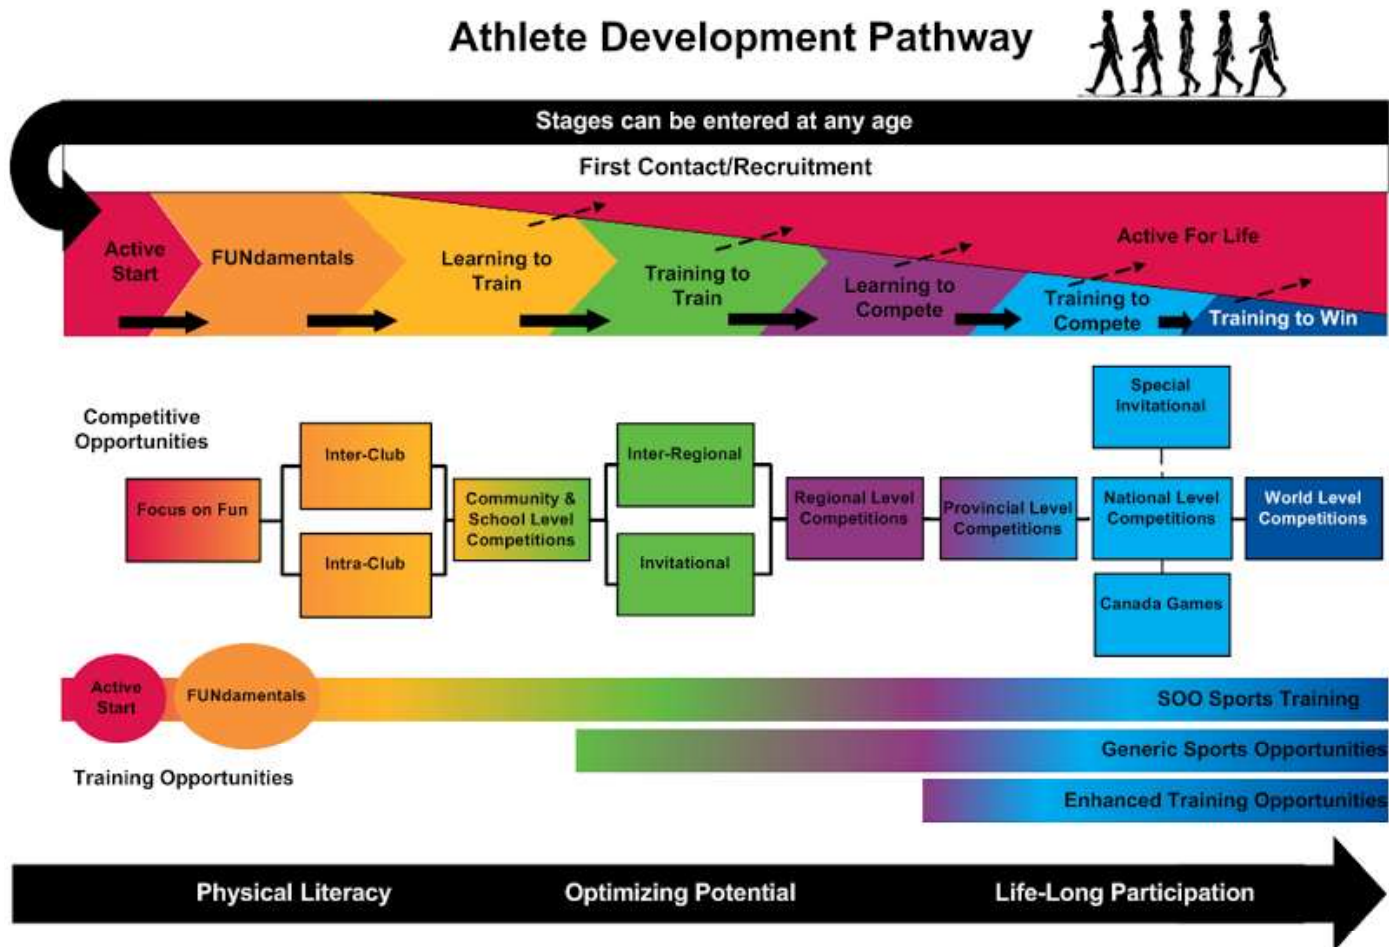 Athlete Development Pathway
Stages can be entered at any age
First Contact/Recruitment
Active
Start
FUNdamentals
Learning to
Train
Training to
Train
Learning to
Compete
Training to
Compete
Training to Win
Active For Life
Competitive
Opportunities
Focus on Fun
Inter-Club
Intra-Club
Community &
School Level
Competitions
Inter-Regional
Invitational
Regional Level
Competitions
Provincial Level
Competitions
Special
Invitational
National Level
Competitions
Canada Games
World Level
Competitions
Active
Start
FUNdamentals
SOO Sports Training
Generic Sports Opportunities
Enhanced Training Opportunities
Training Opportunities
Physical Literacy
Optimizing Potential
Life-Long Participation